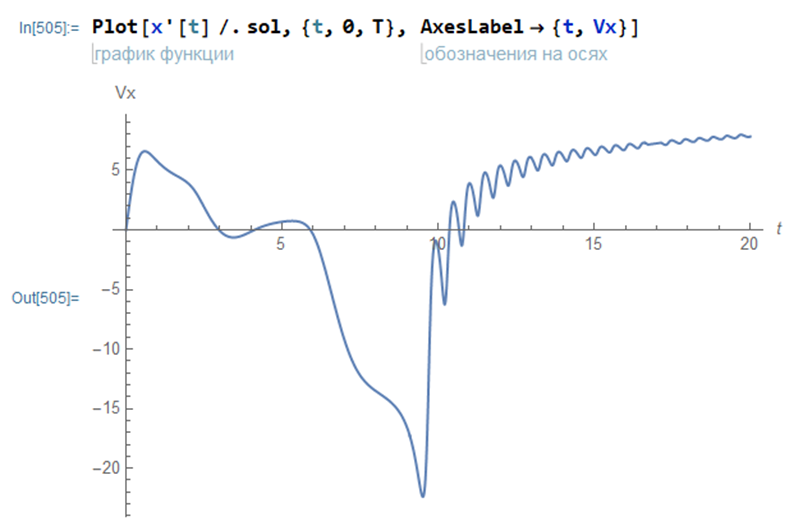 In[505]:= Plot[x'[t] /. sol, {t, 0, T}, AxesLabel → {t, Vx}]
график функции обозначения на осях
Vx
5
5 10 15 20 t
-5
Out[505]=
-10
-15
-20